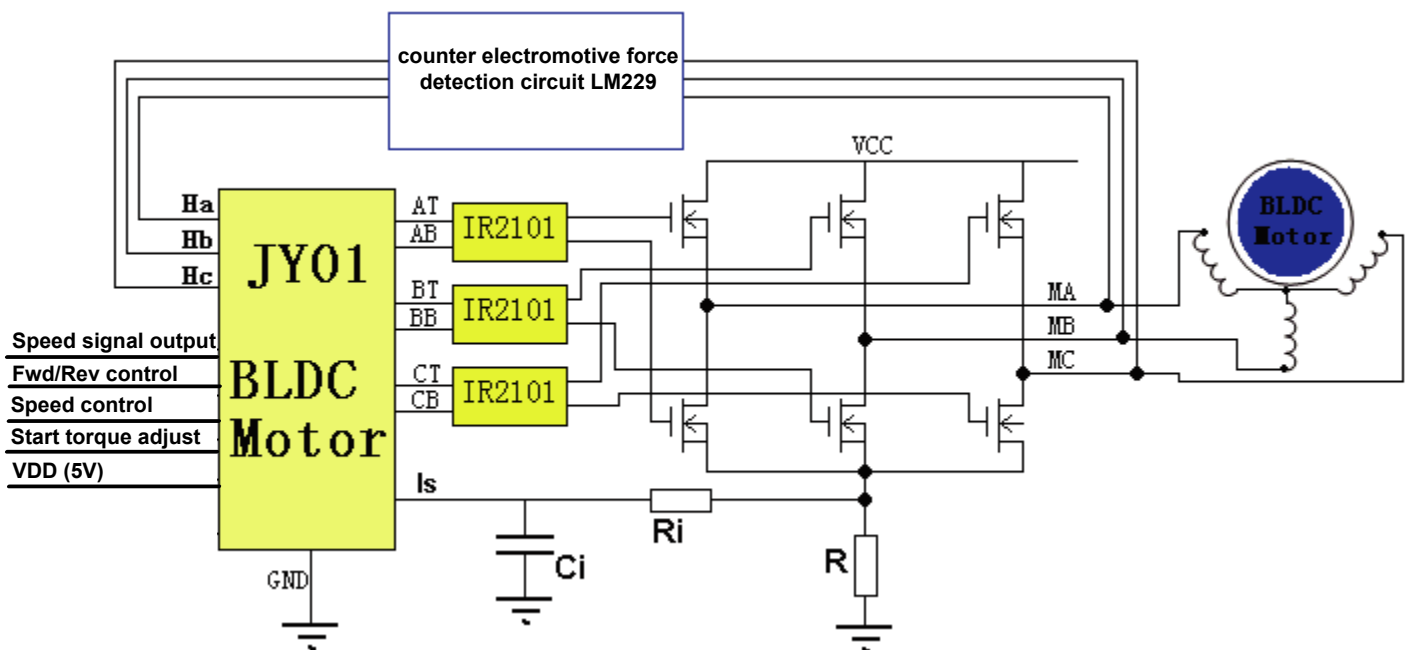 counter electromotive force
detection circuit LM229
VCC
BLDC
Motor
Ha
Hb
Hc
JY01
BLDC
Motor
AT
AB
IR2101
BT
BB
IR2101
CT
CB
IR2101
MA
MB
MC
Speed signal output
Fwd/Rev control
Speed control
Start torque adjust
VDD (5V)
Is
Ri
Ci
R
GND